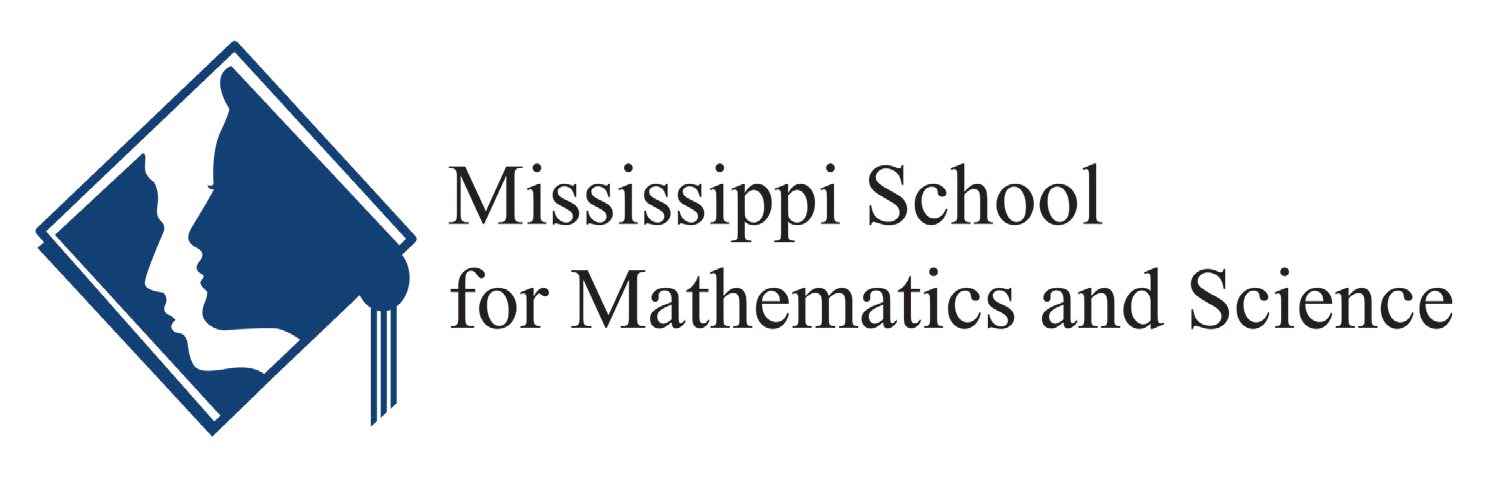 Mississippi School
for Mathematics and Science